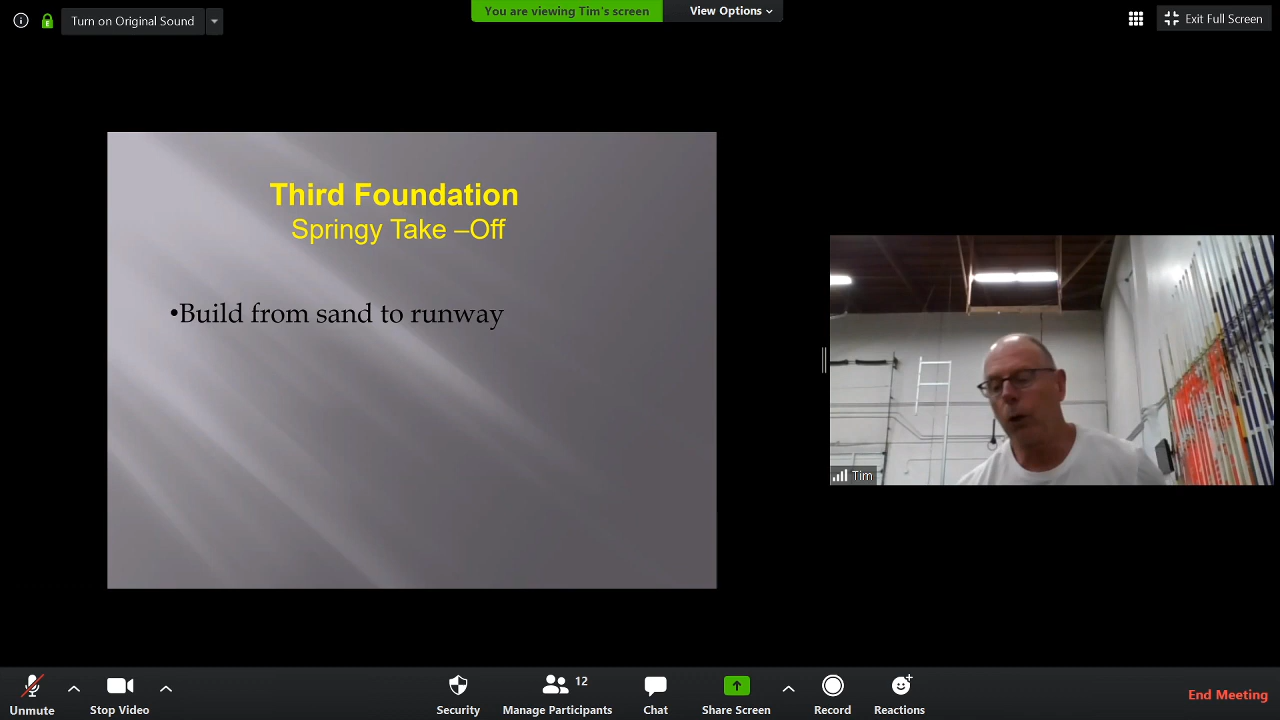 Turn on Original Sound
You are viewing Tim's screen
View Options
Exit Full Screen
Third Foundation
Springy Take –Off
•Build from sand to runway
Tim
Unmute
Stop Video
Security
12
Manage Participants
Chat
Share Screen
Record
Reactions
End Meeting